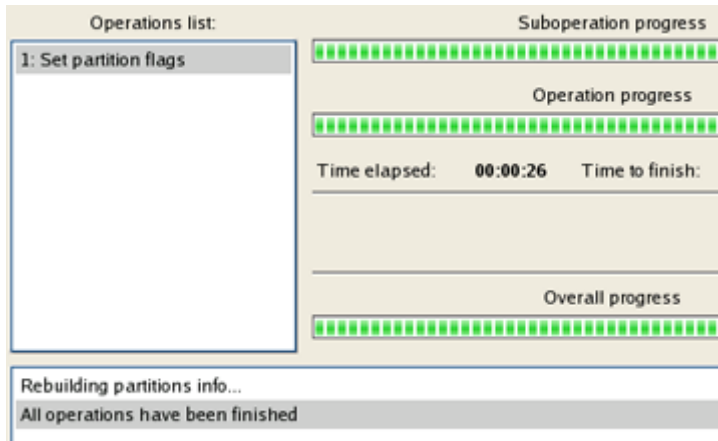 Operations list:
Suboperation progress
1: Set partition flags
Operation progress
Time elapsed: 00:00:26 Time to finish:
Overall progress
Rebuilding partitions info...
All operations have been finished